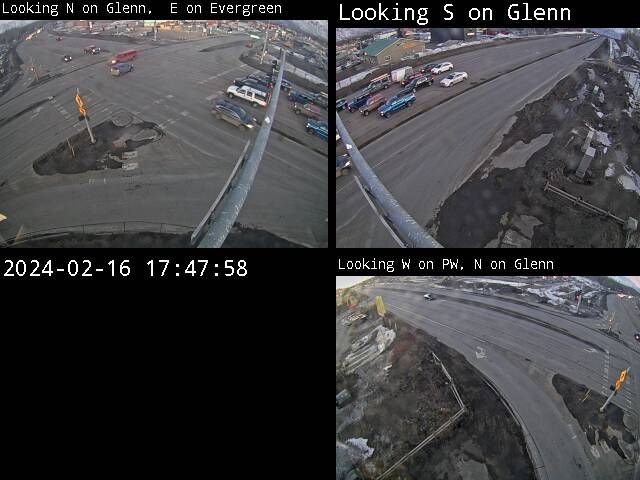 Looking N on Glenn,  E on Evergreen
Looking S on Glenn
2024-02-16 17:47:58
Looking W on PW, N on Glenn